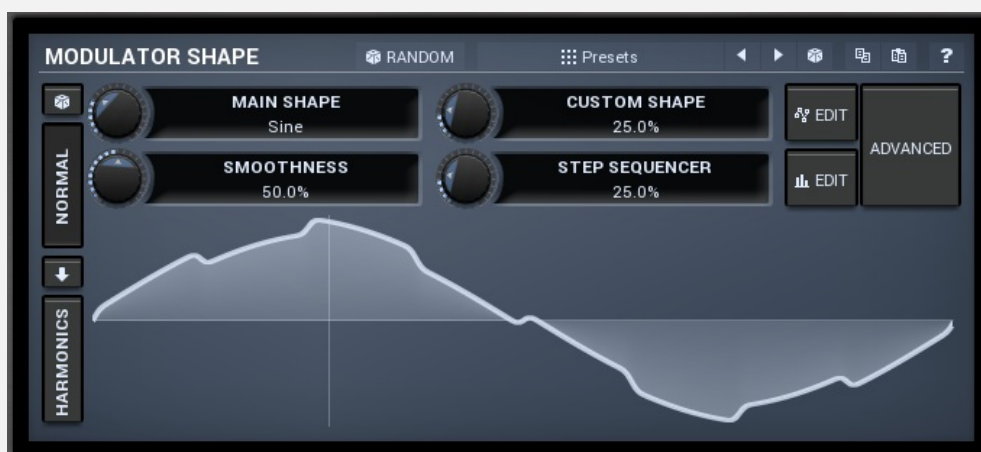 MODULATOR SHAPE
RANDOM
Presets
?
MAIN SHAPE
Sine
CUSTOM SHAPE
25.0%
EDIT
ADVANCED
NORMAL
SMOOTHNESS
50.0%
STEP SEQUENCER
25.0%
EDIT
HARMONICS